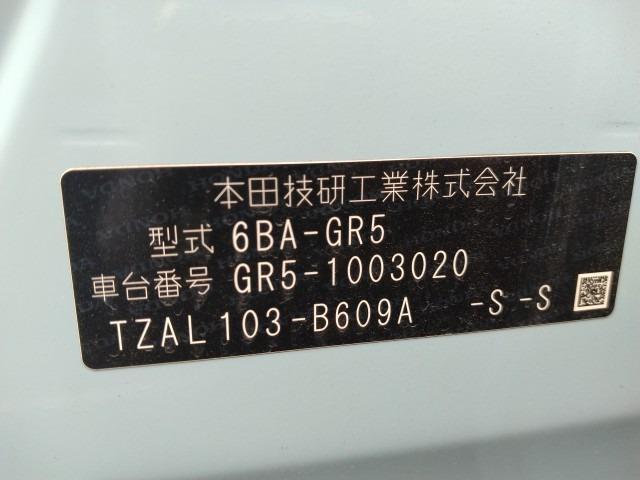 本田技研工業株式会社
型式 6BA-GR5
車台番号 GR5-1003020
TZAL103-B609A -S-S